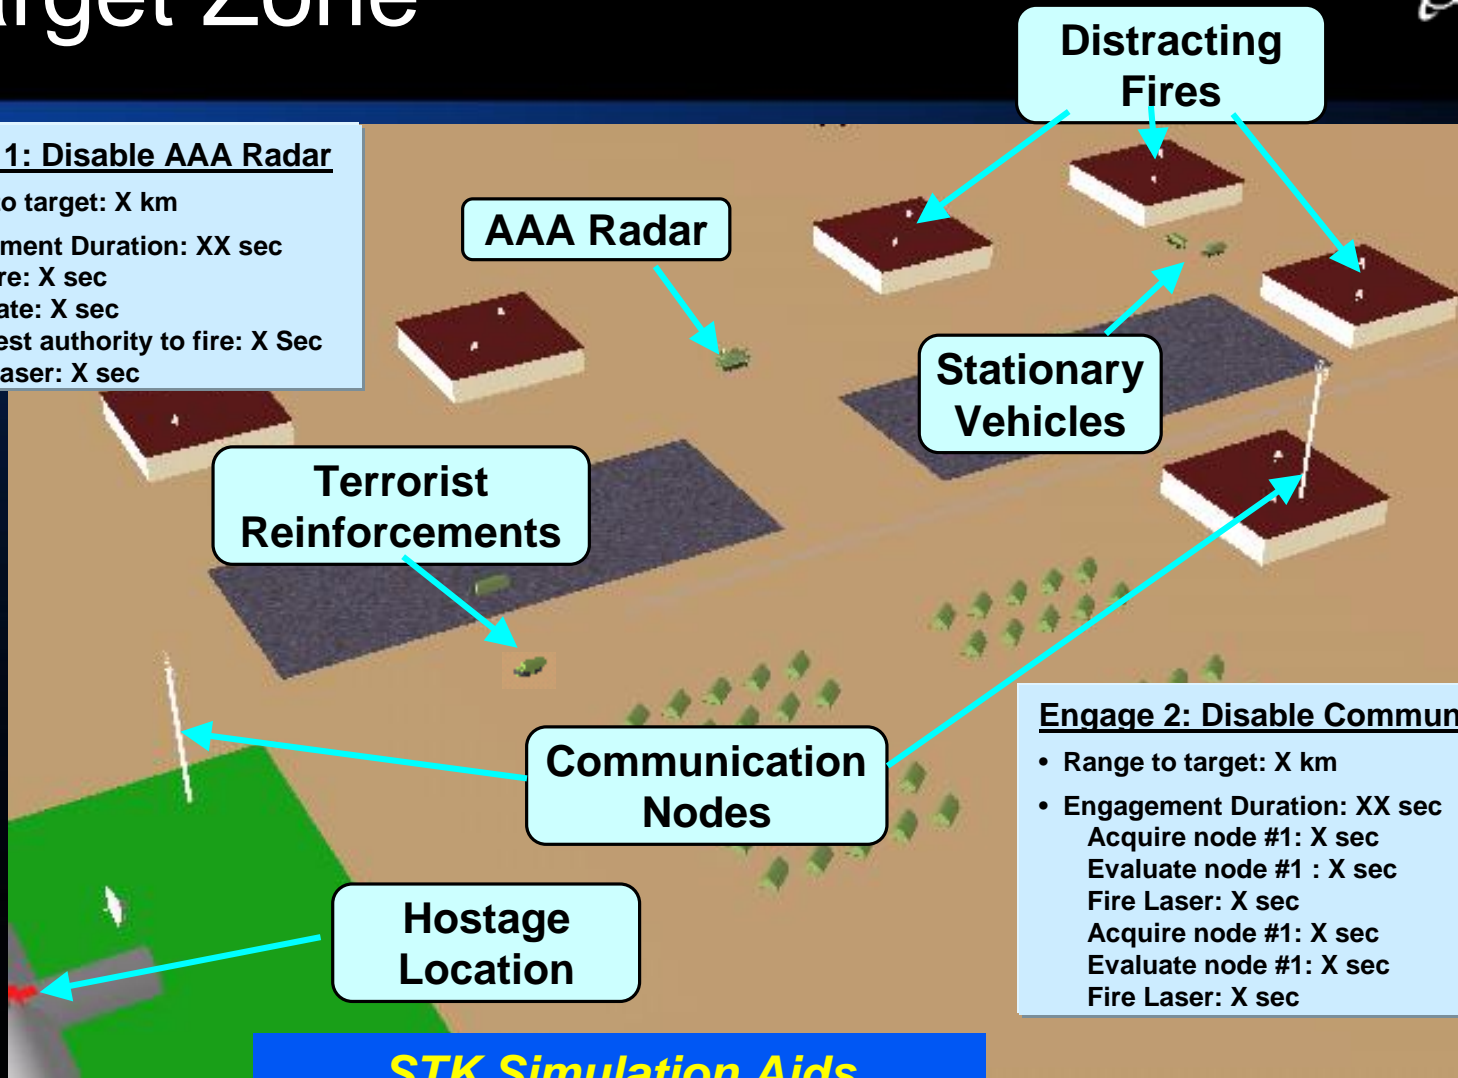 Target Zone
Distracting
Fires
1: Disable AAA Radar
to target: X km
ment Duration: XX sec
re: X sec
ate: X sec
est authority to fire: X Sec
aser: X sec
AAA Radar
Stationary
Vehicles
Terrorist
Reinforcements
Communication
Nodes
Engage 2: Disable Commun
• Range to target: X km
• Engagement Duration: XX sec
Acquire node #1: X sec
Evaluate node #1 : X sec
Fire Laser: X sec
Acquire node #1: X sec
Evaluate node #1: X sec
Fire Laser: X sec
Hostage
Location
STK Simulation Aids